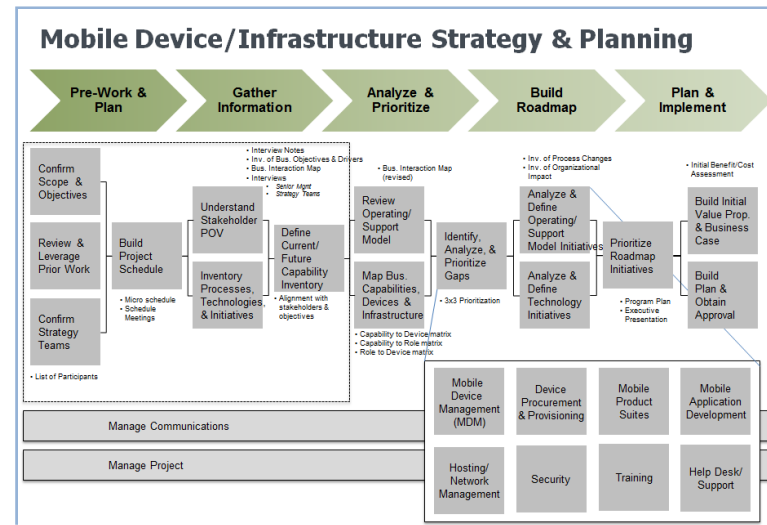 Mobile Device/Infrastructure Strategy & Planning
Pre-Work &
Plan
Gather
Information
Analyze &
Prioritize
Build
Roadmap
Plan &
Implement
• Interview Notes
• Inv. of Bus. Objectives & Drivers
• Bus. Interaction Map
• Interviews
• Senior Mgmt
• Strategy Teams
• Bus. Interaction Map
(revised)
• Inv. of Process Changes
• Inv. of Organizational
Impact
• Initial Benefit/Cost
Assessment
Confirm
Scope &
Objectives
Review &
Leverage
Prior Work
Confirm
Strategy
Teams
• List of Participants
Build
Project
Schedule
• Micro schedule
• Schedule
Meetings
Understand
Stakeholder
POV
Inventory
Processes,
Technologies,
& Initiatives
Define
Current/
Future
Capability
Inventory
• Alignment with
stakeholders &
objectives
Review
Operating/
Support
Model
Map Bus.
Capabilities,
Devices &
Infrastructure
• Capability to Device matrix
• Capability to Role matrix
• Role to Device matrix
Identify,
Analyze, &
Prioritize
Gaps
• 3x3 Prioritization
Analyze &
Define
Operating/
Support
Model Initiatives
Analyze &
Define
Technology
Initiatives
Prioritize
Roadmap
Initiatives
• Program Plan
• Executive
Presentation
Build Initial
Value Prop.
& Business
Case
Build
Plan &
Obtain
Approval
Manage Communications
Manage Project
Mobile
Device
Management
(MDM)
Device
Procurement
& Provisioning
Mobile
Product
Suites
Mobile
Application
Development
Hosting/
Network
Management
Security
Training
Help Desk/
Support